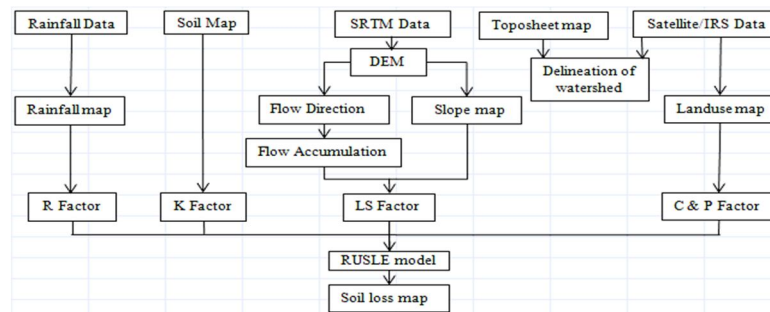 Rainfall Data
Soil Map
SRTM Data
Toposheet map
Satellite/IRS Data
DEM
Delineation of
watershed
Rainfall map
Flow Direction
Slope map
Landuse map
Flow Accumulation
R Factor
K Factor
LS Factor
C & P Factor
RUSLE model
Soil loss map